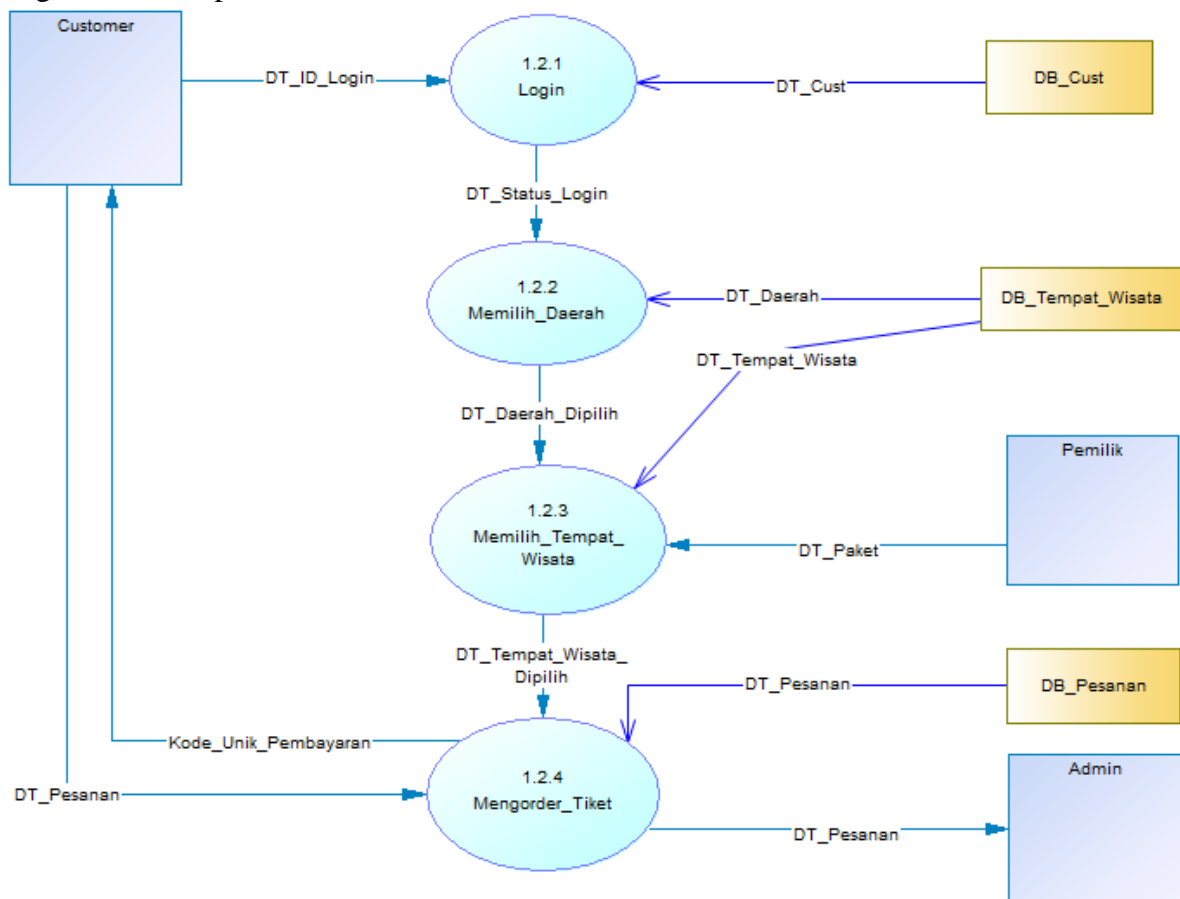 Customer
1.2.1
Login
DT_ID_Login
DT_Cust
DB_Cust
DT_Status_Login
1.2.2
Memilih_Daerah
DT_Daerah
DB_Tempat_Wisata
DT_Tempat_Wisata
DT_Daerah_Dipilih
Pemilik
1.2.3
Memilih_Tempat_
Wisata
DT_Paket
DT_Tempat_Wisata_
Dipilih
DT_Pesanan
DB_Pesanan
Kode_Unik_Pembayaran
1.2.4
Mengorder_Tiket
Admin
DT_Pesanan
DT_Pesanan